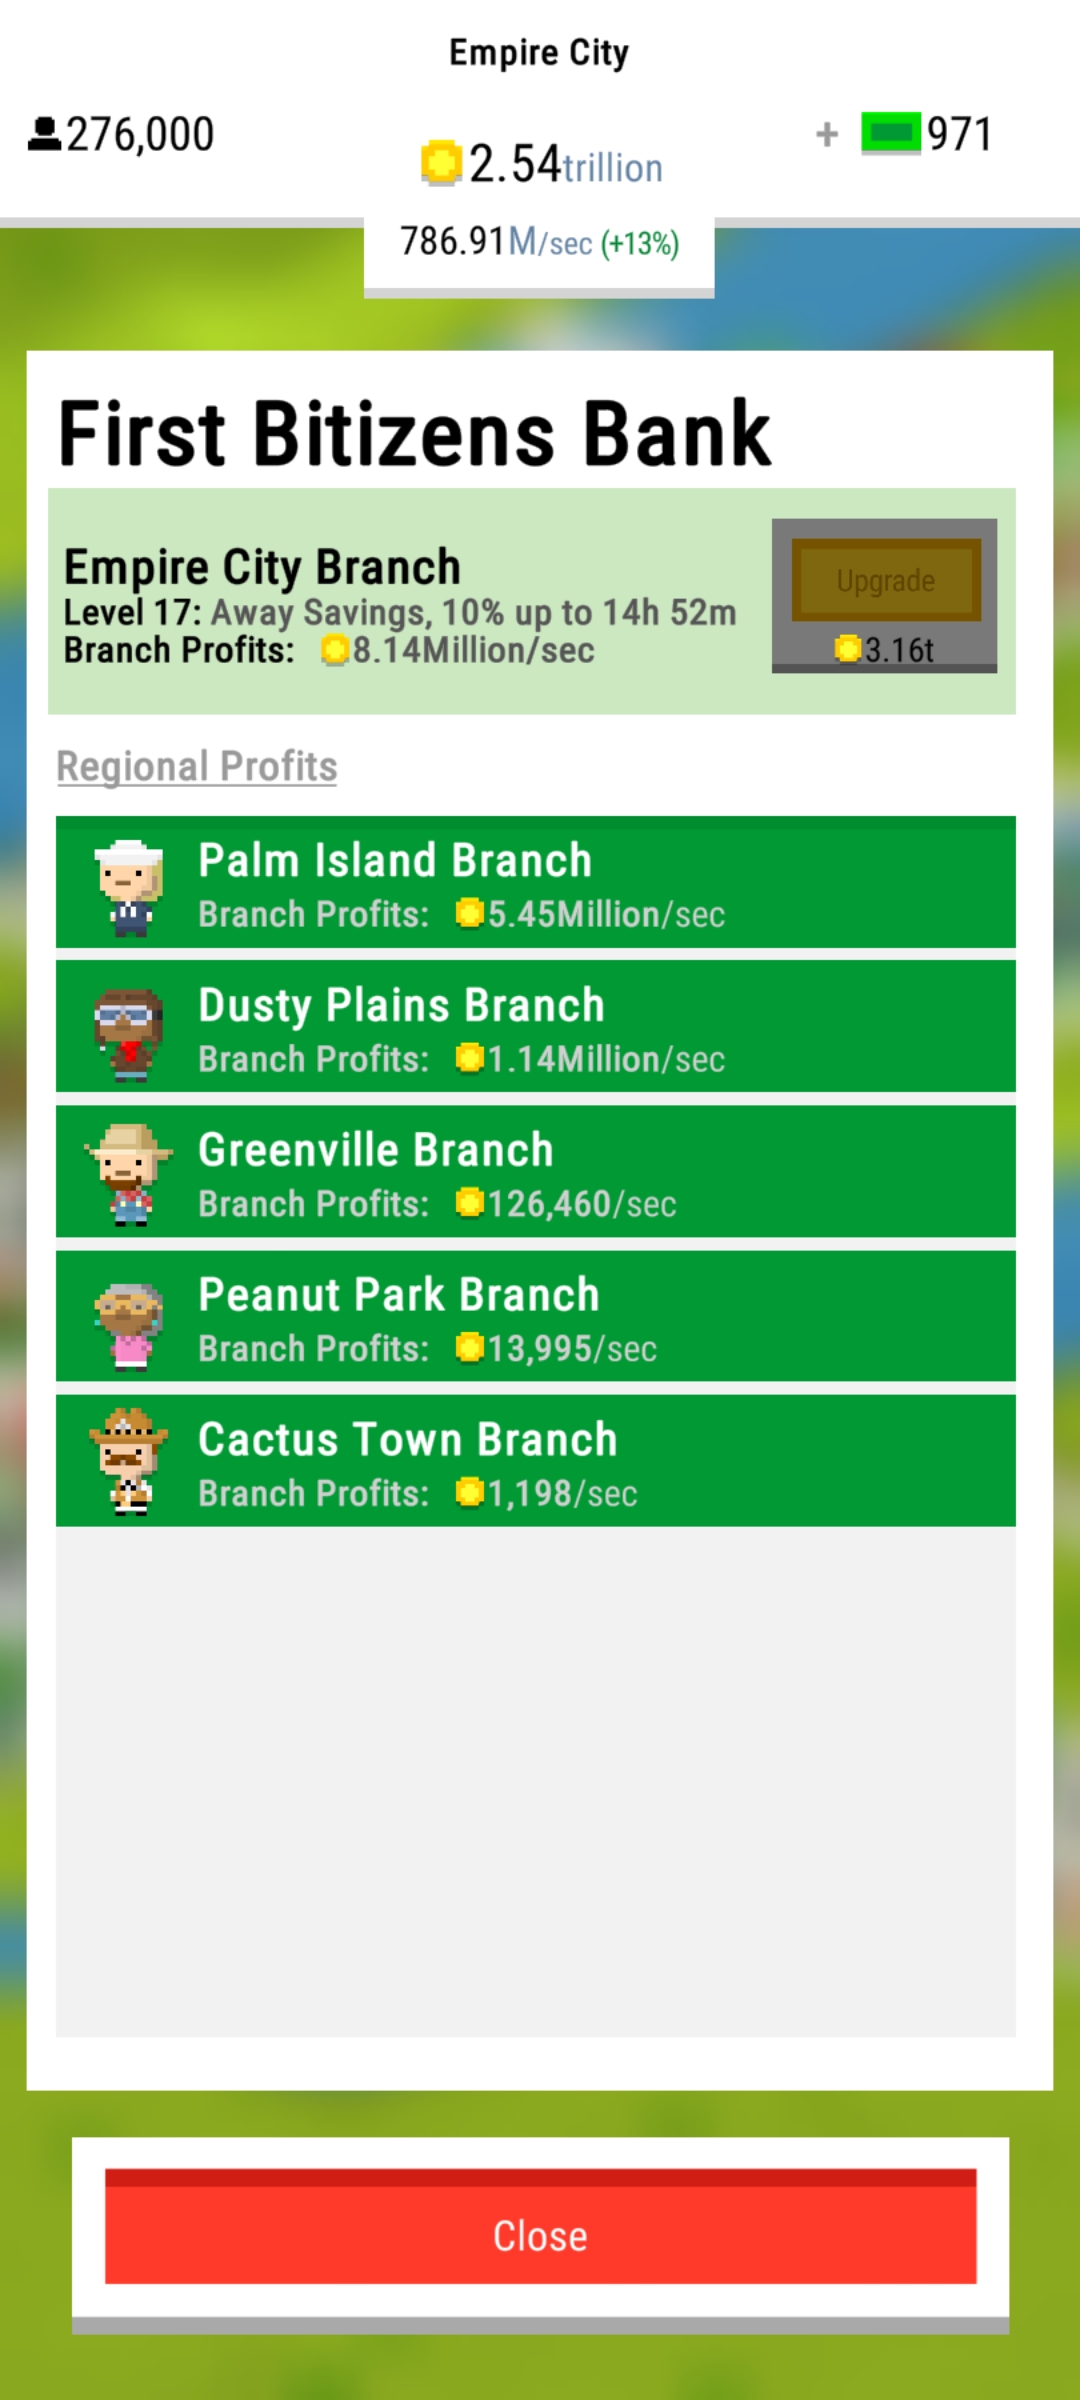 Empire City
276,000
2.54trillion
+ 971
786.91M/sec (+13%)
First Bitizens Bank
Empire City Branch
Level 17: Away Savings, 10% up to 14h 52m
Branch Profits: 8.14Million/sec
Upgrade
3.16t
Regional Profits
Palm Island Branch
Branch Profits: 5.45Million/sec
Dusty Plains Branch
Branch Profits: 1.14Million/sec
Greenville Branch
Branch Profits: 126,460/sec
Peanut Park Branch
Branch Profits: 13,995/sec
Cactus Town Branch
Branch Profits: 1,198/sec
Close